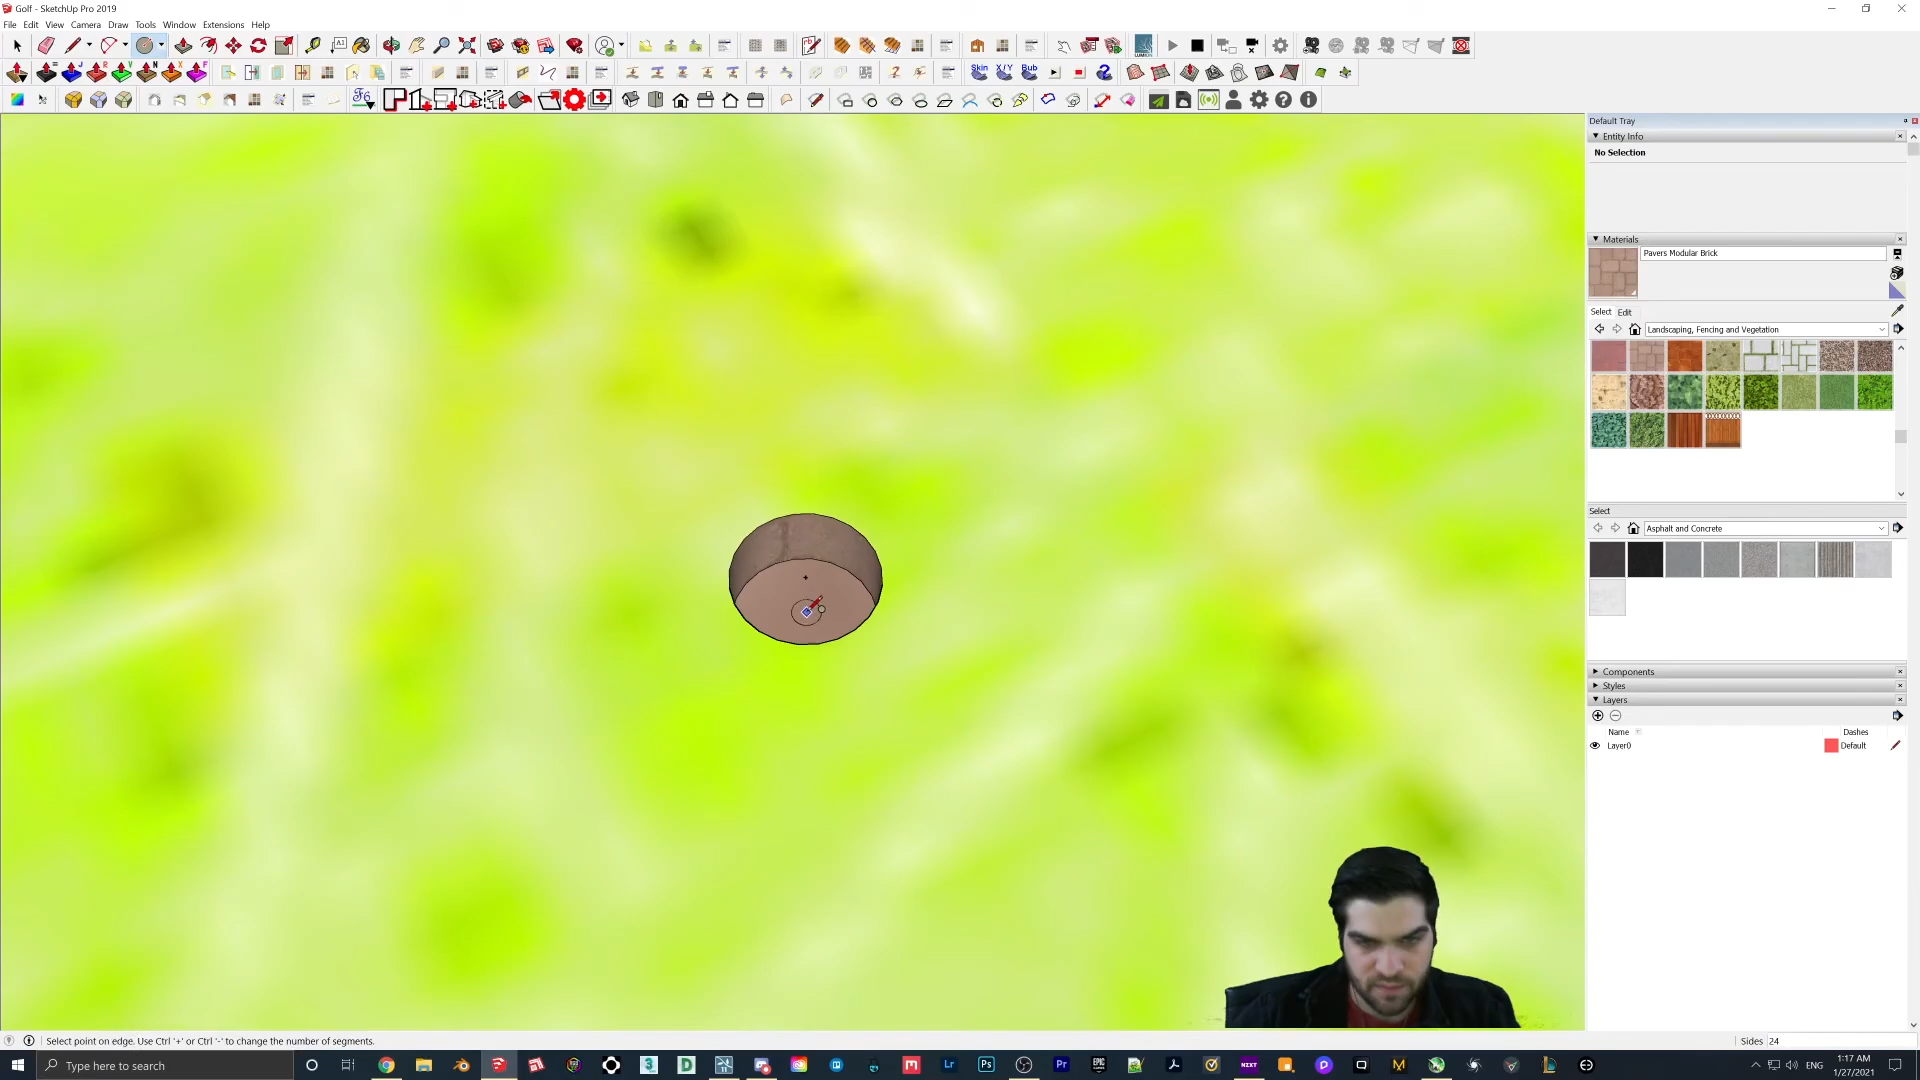 Golf - SketchUp Pro 2019
File Edit View Camera Draw Tools Window Extensions Help
Skin X/Y Bub
Default Tray
Entity Info
No Selection
Materials
Pavers Modular Brick
Select Edit
Landscaping, Fencing and Vegetation
Select
Asphalt and Concrete
Components
Styles
Layers
Name Dashes
Layer0 Default
Select point on edge. Use Ctrl '+' or Ctrl '-' to change the number of segments.
Sides 24
Type here to search
ENG
1:17 AM
1/27/2021